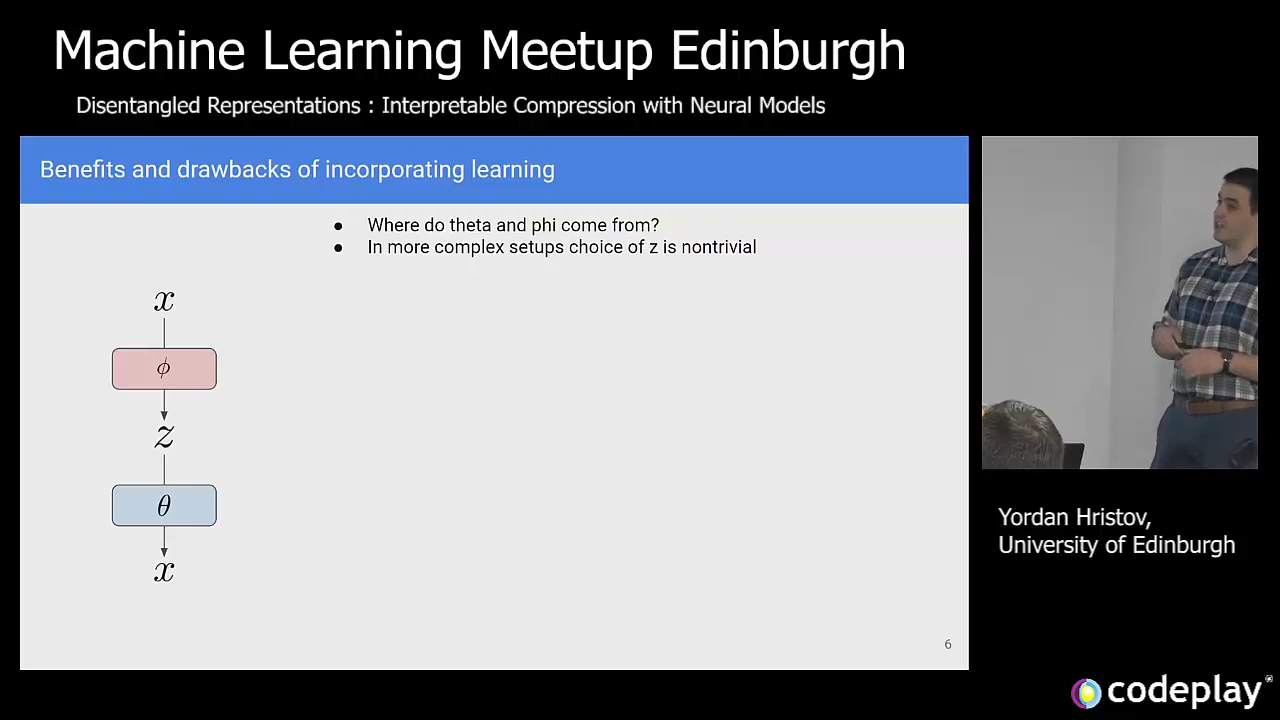 Machine Learning Meetup Edinburgh
Disentangled Representations : Interpretable Compression with Neural Models
Benefits and drawbacks of incorporating learning
● Where do theta and phi come from?
● In more complex setups choice of z is nontrivial
x
ϕ
z
θ
x
6
Yordan Hristov,
University of Edinburgh
codeplay®